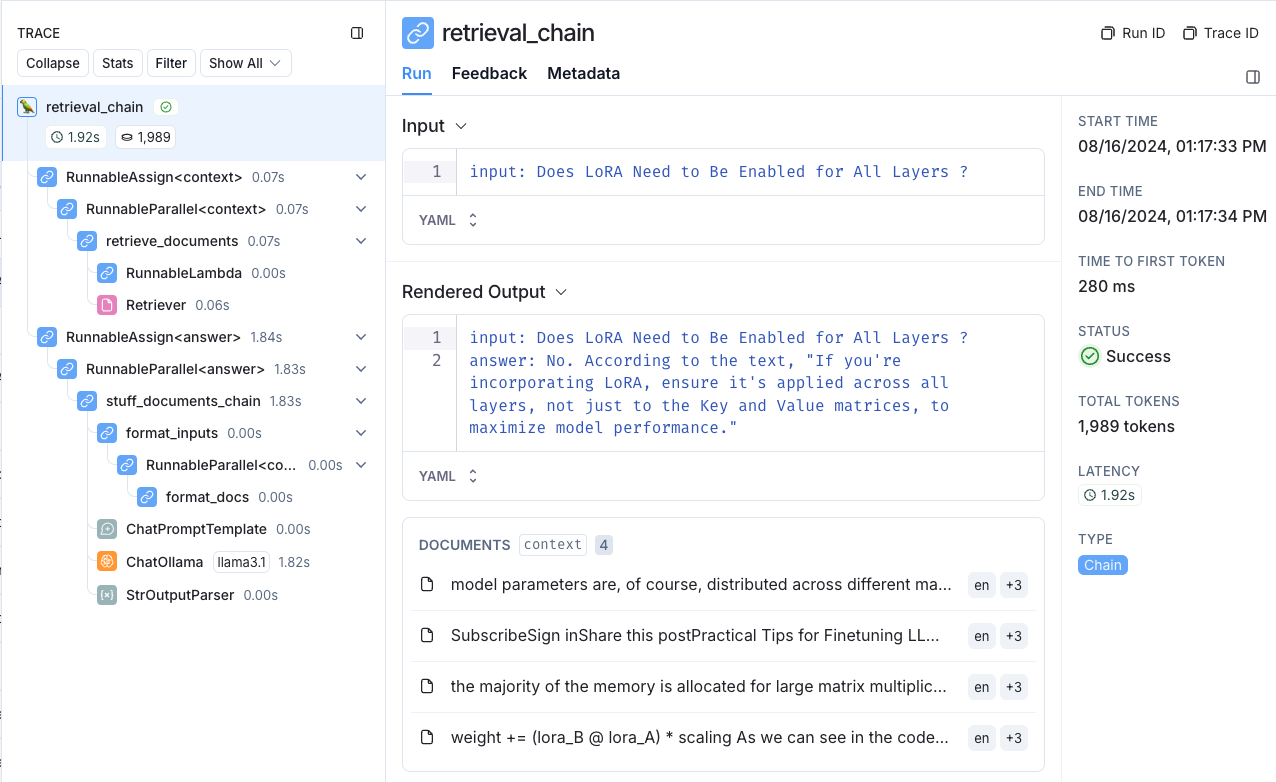 TRACE
Collapse Stats Filter Show All
retrieval_chain
1.92s 1,989
RunnableAssign<context> 0.07s
RunnableParallel<context> 0.07s
retrieve_documents 0.07s
RunnableLambda 0.00s
Retriever 0.06s
RunnableAssign<answer> 1.84s
RunnableParallel<answer> 1.83s
stuff_documents_chain 1.83s
format_inputs 0.00s
RunnableParallel<co... 0.00s
format_docs 0.00s
ChatPromptTemplate 0.00s
ChatOllama llama3.1 1.82s
StrOutputParser 0.00s
retrieval_chain
Run ID Trace ID
Run Feedback Metadata
Input
1 input: Does LoRA Need to Be Enabled for All Layers ?
YAML
Rendered Output
1 input: Does LoRA Need to Be Enabled for All Layers ?
2 answer: No. According to the text, "If you're
incorporating LoRA, ensure it's applied across all
layers, not just to the Key and Value matrices, to
maximize model performance."
YAML
DOCUMENTS context 4
model parameters are, of course, distributed across different ma... en +3
SubscribeSign inShare this postPractical Tips for Finetuning LL... en +3
the majority of the memory is allocated for large matrix multiplic... en +3
weight += (lora_B @ lora_A) * scaling As we can see in the code... en +3
START TIME
08/16/2024, 01:17:33 PM
END TIME
08/16/2024, 01:17:34 PM
TIME TO FIRST TOKEN
280 ms
STATUS
Success
TOTAL TOKENS
1,989 tokens
LATENCY
1.92s
TYPE
Chain